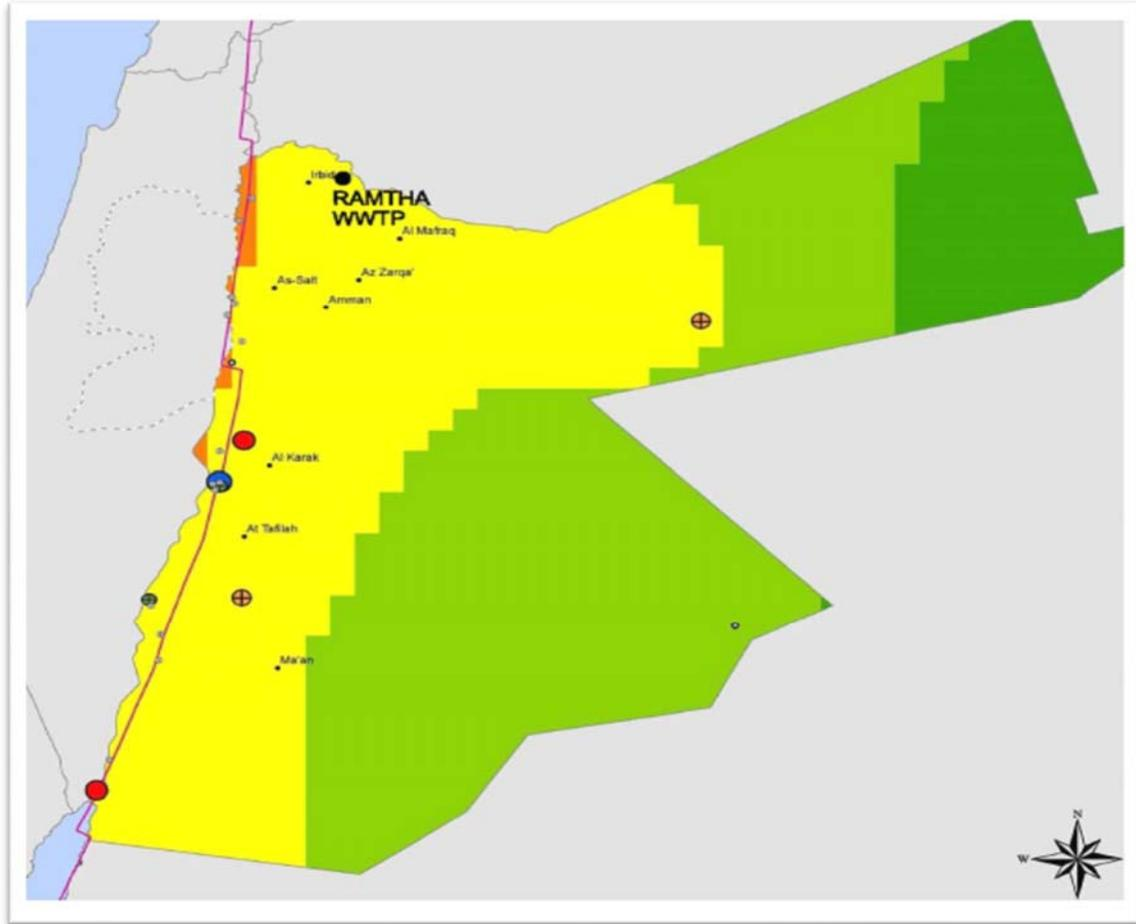 Irbid
RAMTHA
WWTP
Al Mafraq
As-Salt
Az Zarqa'
Amman
Al Karak
At Tafilah
Ma'an
N
W